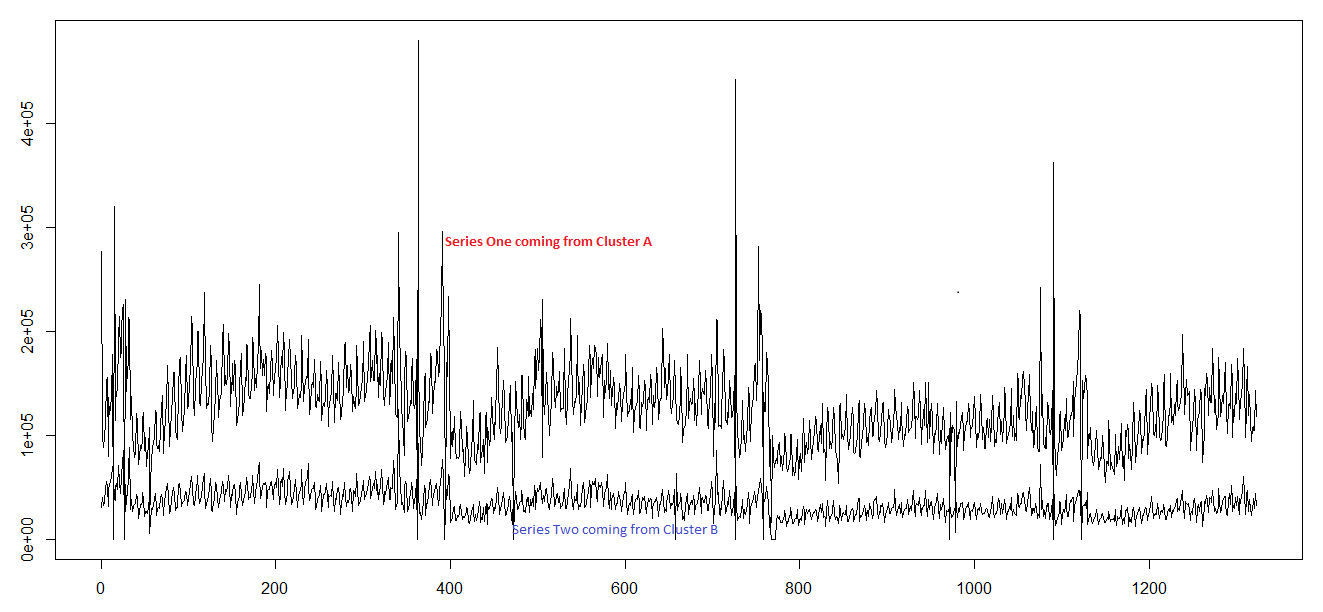 4e+05
3e+05
Series One coming from Cluster A
2e+05
1e+05
Series Two coming from Cluster B
0e+00
0 200 400 600 800 1000 1200